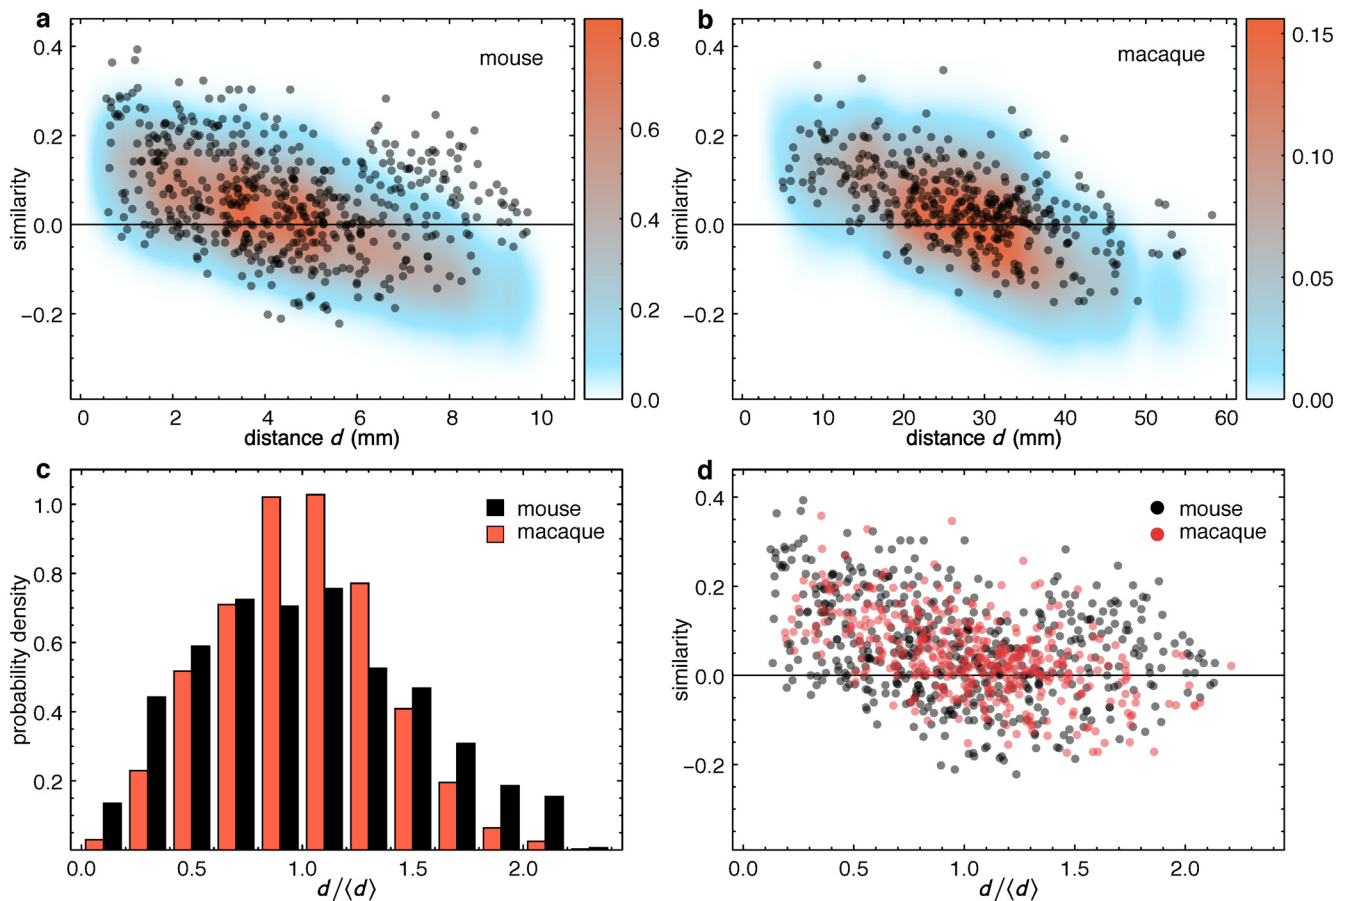 a
mouse
0.4
0.2
0.0
−0.2
similarity
0 2 4 6 8 10
distance d (mm)
0.8
0.6
0.4
0.2
0.0
b
macaque
0.4
0.2
0.0
−0.2
similarity
0 10 20 30 40 50 60
distance d (mm)
0.15
0.10
0.05
0.00
c
mouse
macaque
1.0
0.8
0.6
0.4
0.2
probability density
0.0 0.5 1.0 1.5 2.0
d/⟨d⟩
d
mouse
macaque
0.4
0.2
0.0
−0.2
similarity
0.0 0.5 1.0 1.5 2.0
d/⟨d⟩